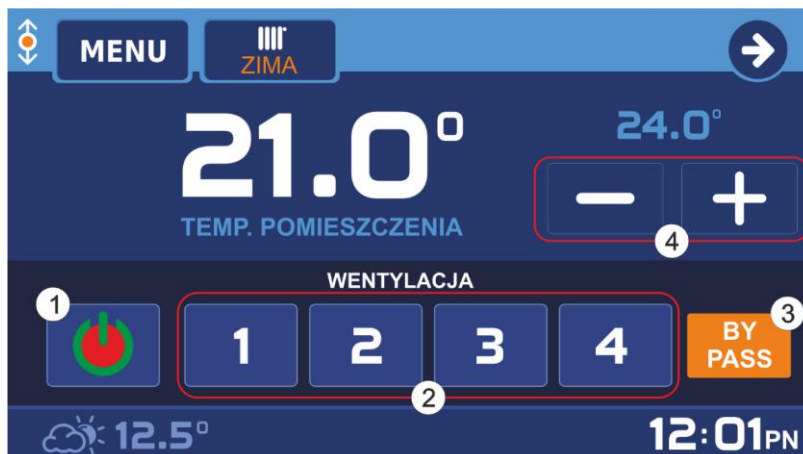 MENU
ZIMA
21.0°
24.0°
TEMP. POMIESZCZENIA
4
WENTYLACJA
1
1
2
3
4
3
BY
PASS
2
12.5°
12:01PN